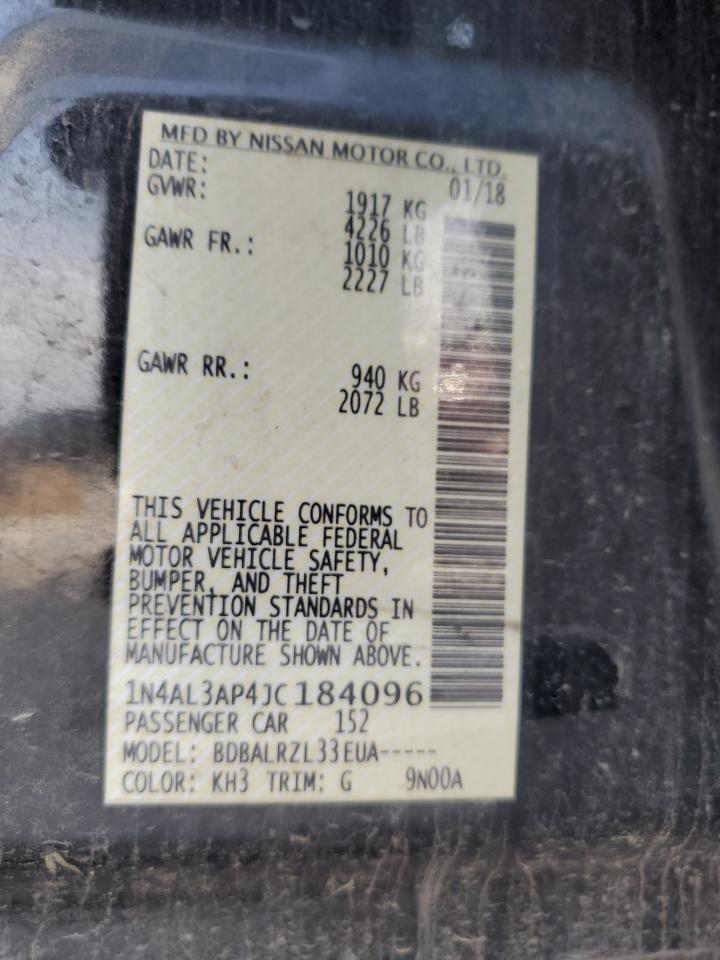 MFD BY NISSAN MOTOR CO., LTD.
DATE: 01/18
GVWR: 1917 KG
4226 LB
GAWR FR.: 1010 KG
2227 LB
GAWR RR.: 940 KG
2072 LB
THIS VEHICLE CONFORMS TO
ALL APPLICABLE FEDERAL
MOTOR VEHICLE SAFETY,
BUMPER, AND THEFT
PREVENTION STANDARDS IN
EFFECT ON THE DATE OF
MANUFACTURE SHOWN ABOVE.
1N4AL3AP4JC184096
PASSENGER CAR 152
MODEL: BDBALRZL33EUA-----
COLOR: KH3 TRIM: G 9N00A